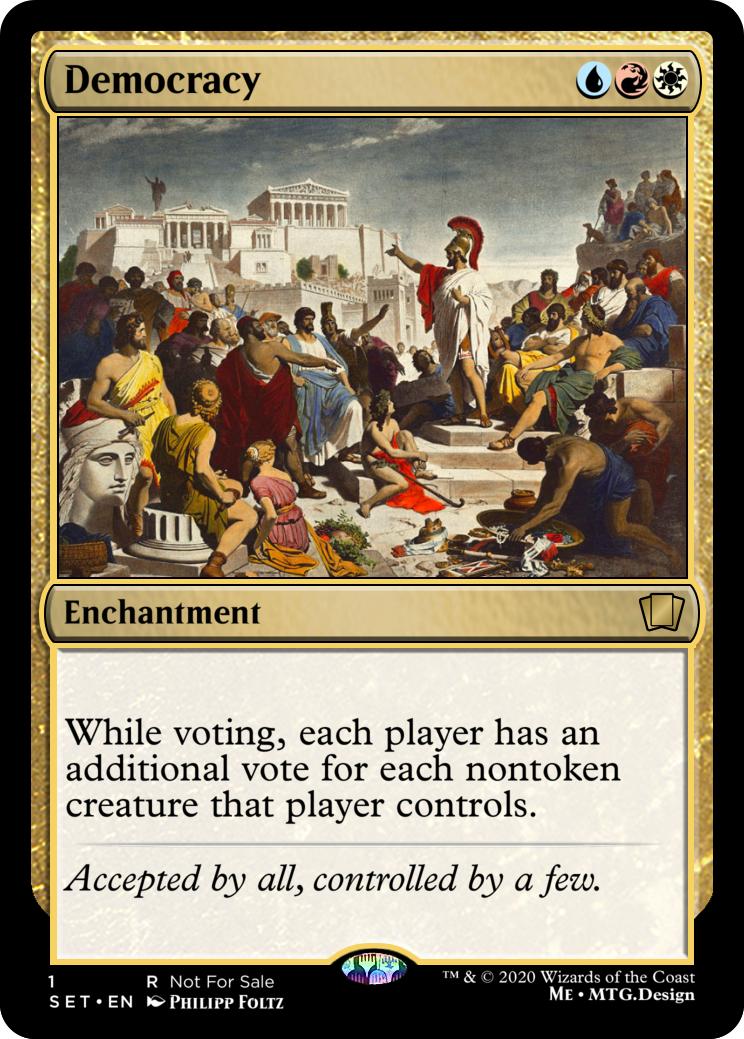 Democracy
Enchantment
While voting, each player has an
additional vote for each nontoken
creature that player controls.
Accepted by all, controlled by a few.
1 R Not For Sale
SET • EN PHILIPP FOLTZ
™ & © 2020 Wizards of the Coast
ME • MTG.Design